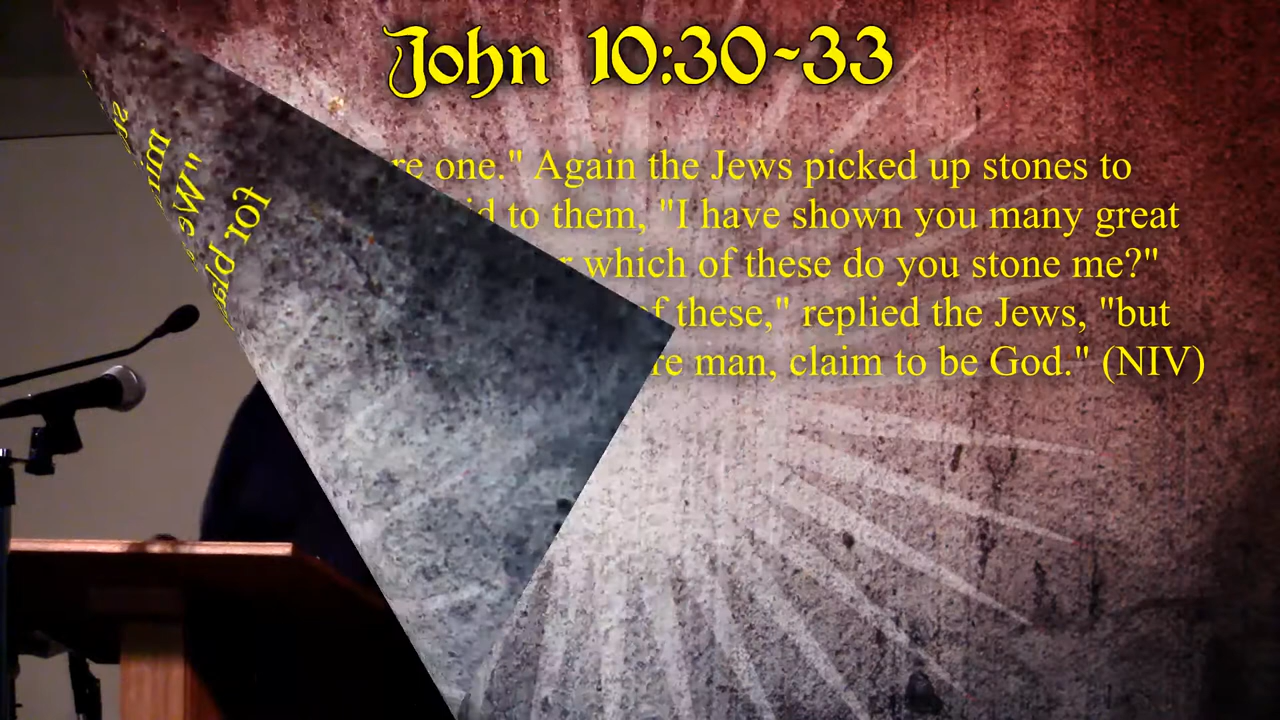 John 10:30~33
re one." Again the Jews picked up stones to
id to them, "I have shown you many great
which of these do you stone me?"
f these," replied the Jews, "but
re man, claim to be God." (NIV)
"We
for